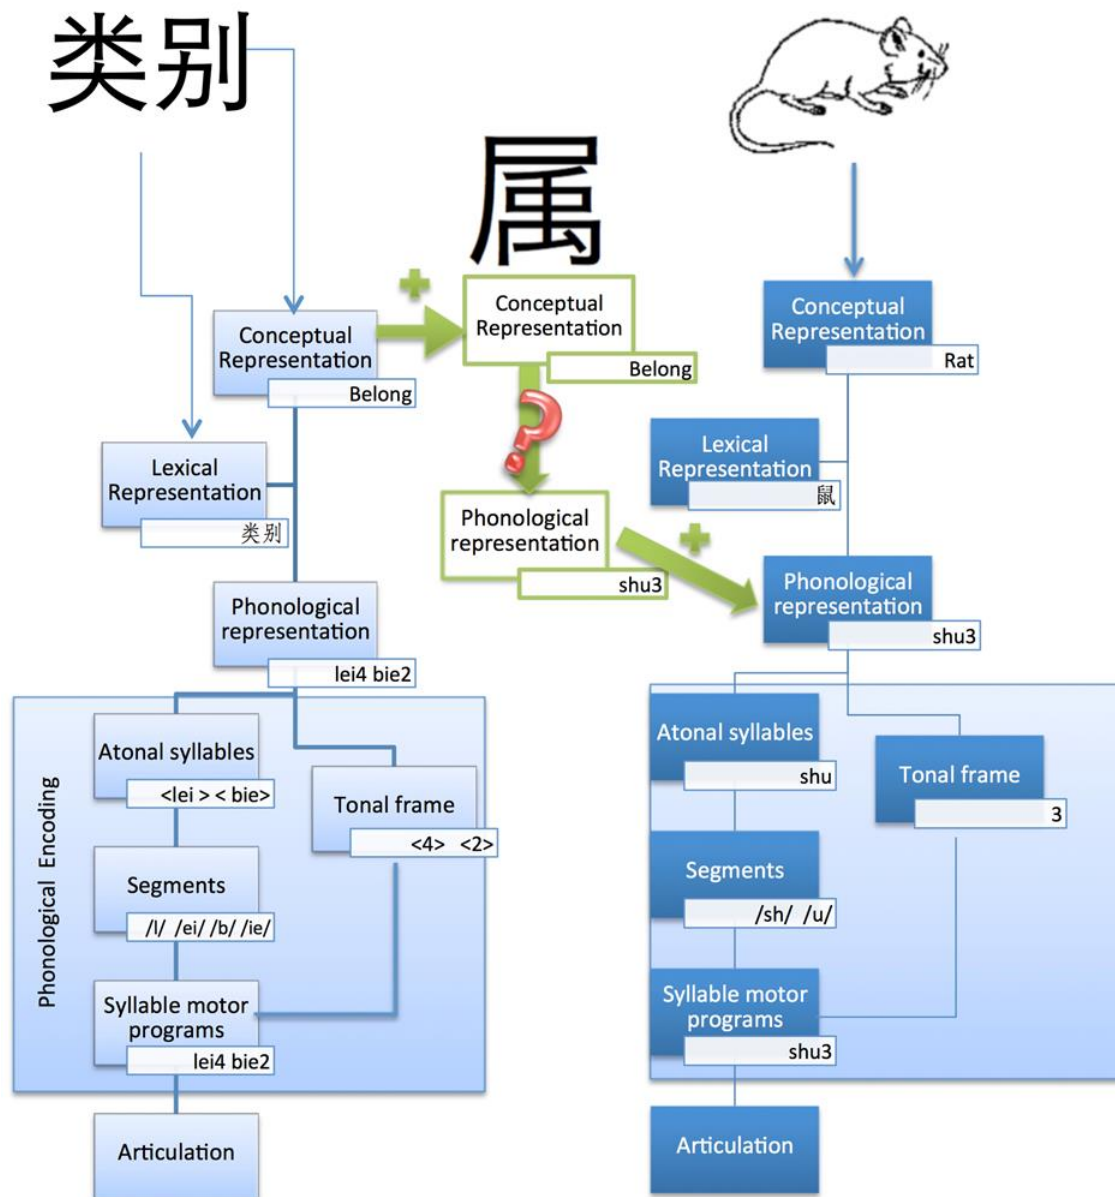 类别
属
Conceptual
Representation
Belong
Lexical
Representation
类别
Phonological
representation
lei4 bie2
Phonological Encoding
Atonal syllables
<lei > < bie>
Tonal frame
<4> <2>
Segments
/l/ /ei/ /b/ /ie/
Syllable motor
programs
lei4 bie2
Articulation
+
Conceptual
Representation
Belong
?
Phonological
representation
shu3
+
Conceptual
Representation
Rat
Lexical
Representation
鼠
Phonological
representation
shu3
Atonal syllables
shu
Tonal frame
3
Segments
/sh/ /u/
Syllable motor
programs
shu3
Articulation